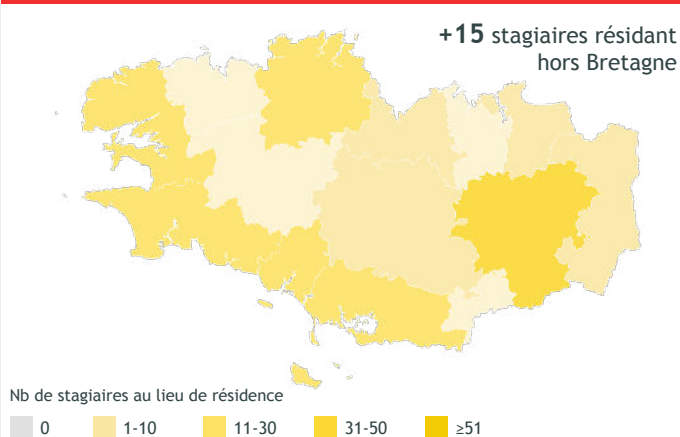 +15 stagiaires résidant
hors Bretagne
Nb de stagiaires au lieu de résidence
0 1-10 11-30 31-50 ≥51